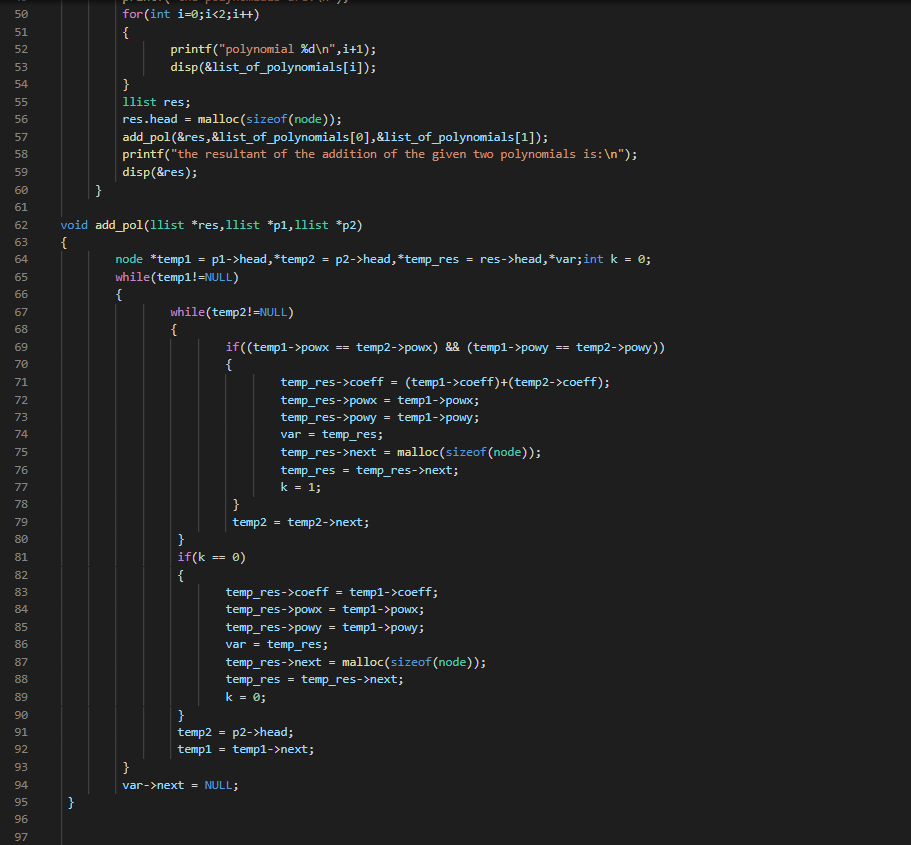 49 printf("the polynomials are:\n");
50 for(int i=0;i<2;i++)
51 {
52 printf("polynomial %d\n",i+1);
53 disp(&list_of_polynomials[i]);
54 }
55 llist res;
56 res.head = malloc(sizeof(node));
57 add_pol(&res,&list_of_polynomials[0],&list_of_polynomials[1]);
58 printf("the resultant of the addition of the given two polynomials is:\n");
59 disp(&res);
60 }
61
62 void add_pol(llist *res,llist *p1,llist *p2)
63 {
64 node *temp1 = p1->head,*temp2 = p2->head,*temp_res = res->head,*var;int k = 0;
65 while(temp1!=NULL)
66 {
67 while(temp2!=NULL)
68 {
69 if((temp1->powx == temp2->powx) && (temp1->powy == temp2->powy))
70 {
71 temp_res->coeff = (temp1->coeff)+(temp2->coeff);
72 temp_res->powx = temp1->powx;
73 temp_res->powy = temp1->powy;
74 var = temp_res;
75 temp_res->next = malloc(sizeof(node));
76 temp_res = temp_res->next;
77 k = 1;
78 }
79 temp2 = temp2->next;
80 }
81 if(k == 0)
82 {
83 temp_res->coeff = temp1->coeff;
84 temp_res->powx = temp1->powx;
85 temp_res->powy = temp1->powy;
86 var = temp_res;
87 temp_res->next = malloc(sizeof(node));
88 temp_res = temp_res->next;
89 k = 0;
90 }
91 temp2 = p2->head;
92 temp1 = temp1->next;
93 }
94 var->next = NULL;
95 }
96
97